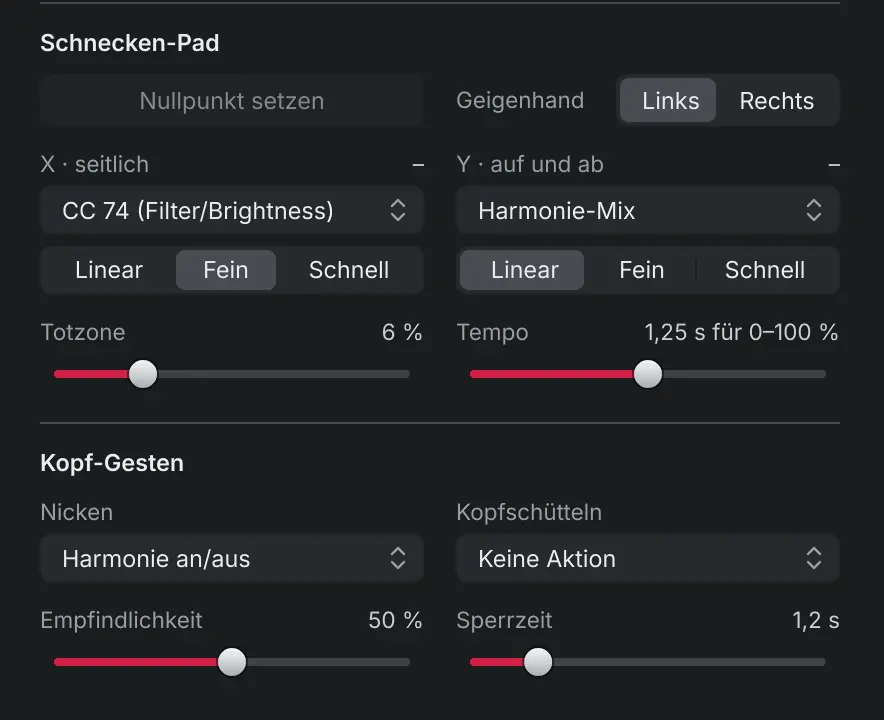 Schnecken-Pad
Nullpunkt setzen
Geigenhand
Links
Rechts
X · seitlich
–
Y · auf und ab
–
CC 74 (Filter/Brightness)
Harmonie-Mix
Linear
Fein
Schnell
Linear
Fein
Schnell
Totzone
6 %
Tempo
1,25 s für 0–100 %
Kopf-Gesten
Nicken
Kopfschütteln
Harmonie an/aus
Keine Aktion
Empfindlichkeit
50 %
Sperrzeit
1,2 s